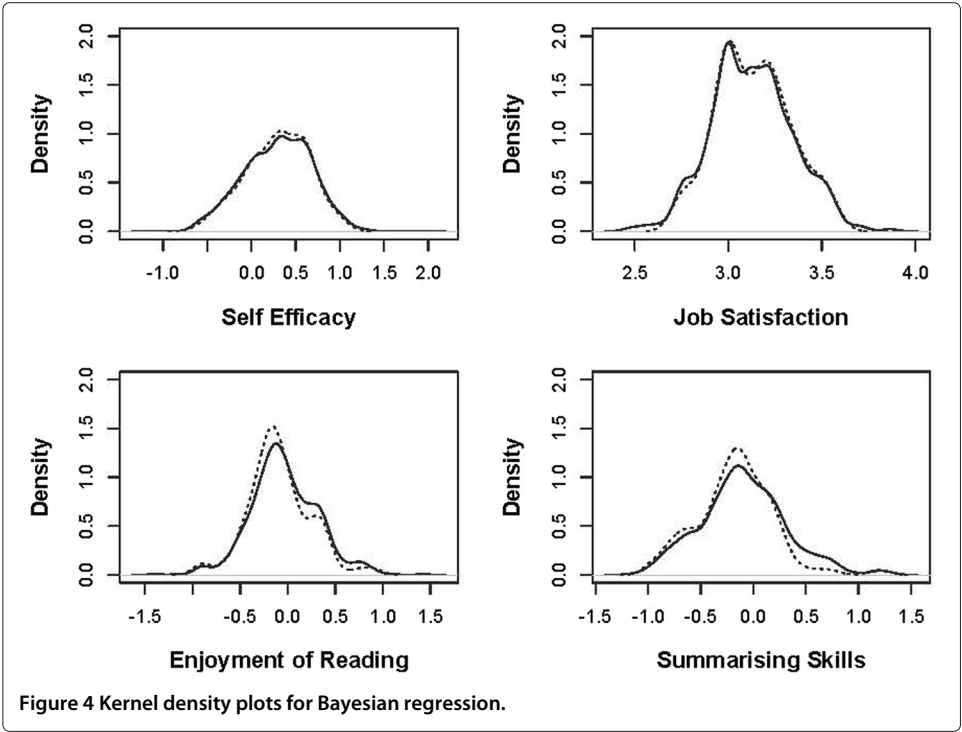 2.0
1.5
1.0
0.5
0.0
Density
-1.0 0.0 0.5 1.0 1.5 2.0
Self Efficacy
2.0
1.5
1.0
0.5
0.0
Density
2.5 3.0 3.5 4.0
Job Satisfaction
2.0
1.5
1.0
0.5
0.0
Density
-1.5 -0.5 0.0 0.5 1.0 1.5
Enjoyment of Reading
2.0
1.5
1.0
0.5
0.0
Density
-1.5 -1.0 -0.5 0.0 0.5 1.0 1.5
Summarising Skills
Figure 4 Kernel density plots for Bayesian regression.